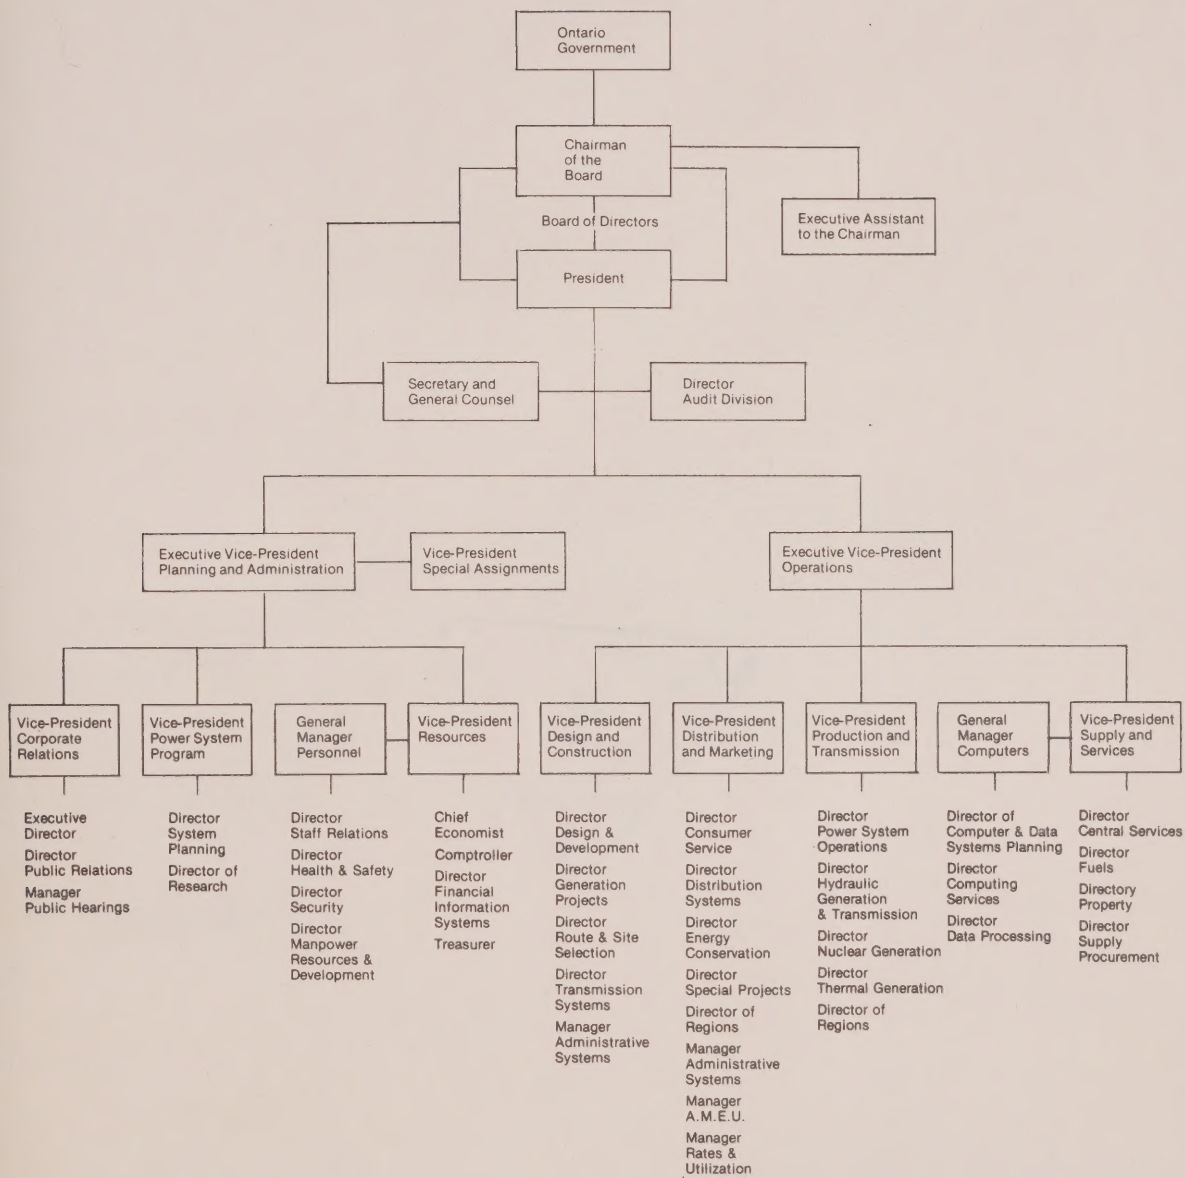 Ontario
Government
Chairman
of the
Board
Executive Assistant
to the Chairman
Board of Directors
President
Secretary and
General Counsel
Director
Audit Division
Executive Vice-President
Planning and Administration
Vice-President
Special Assignments
Executive Vice-President
Operations
Vice-President
Corporate
Relations
Vice-President
Power System
Program
General
Manager
Personnel
Vice-President
Resources
Vice-President
Design and
Construction
Vice-President
Distribution
and Marketing
Vice-President
Production and
Transmission
General
Manager
Computers
Vice-President
Supply and
Services
Executive
Director
Director
Public Relations
Manager
Public Hearings
Director
System
Planning
Director of
Research
Director
Staff Relations
Director
Health & Safety
Director
Security
Director
Manpower
Resources &
Development
Chief
Economist
Comptroller
Director
Financial
Information
Systems
Treasurer
Director
Design &
Development
Director
Generation
Projects
Director
Route & Site
Selection
Director
Transmission
Systems
Manager
Administrative
Systems
Director
Consumer
Service
Director
Distribution
Systems
Director
Energy
Conservation
Director
Special Projects
Director of
Regions
Manager
Administrative
Systems
Manager
A.M.E.U.
Manager
Rates &
Utilization
Director
Power System
Operations
Director
Hydraulic
Generation
& Transmission
Director
Nuclear Generation
Director
Thermal Generation
Director of
Regions
Director of
Computer & Data
Systems Planning
Director
Computing
Services
Director
Data Processing
Director
Central Services
Director
Fuels
Directory
Property
Director
Supply
Procurement